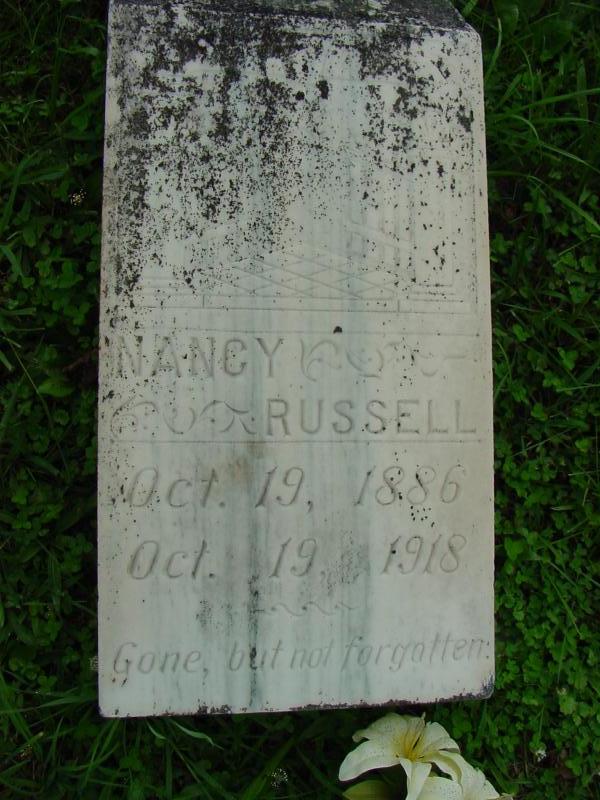 NANCY
RUSSELL
Oct. 19, 1886
Oct. 19, 1918
Gone, but not forgotten.